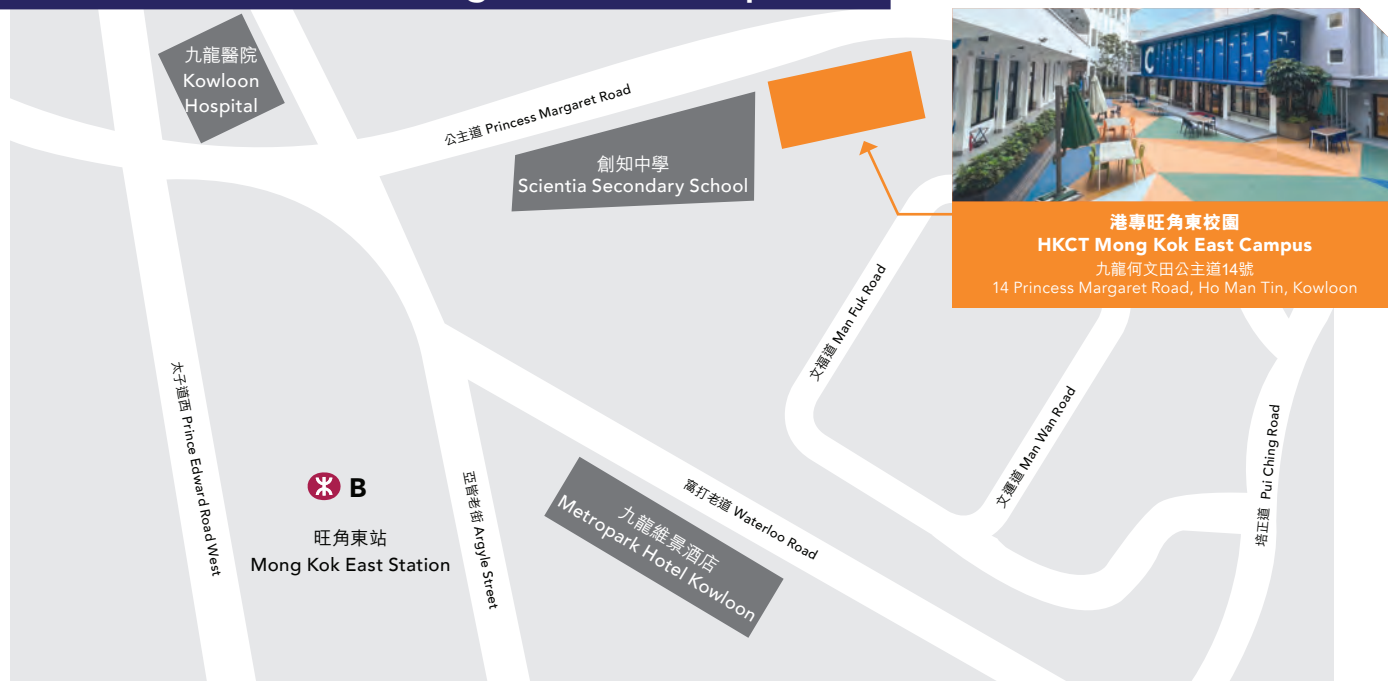 九龍醫院
Kowloon
Hospital
公主道 Princess Margaret Road
創知中學
Scientia Secondary School
C
港專旺角東校園
HKCT Mong Kok East Campus
九龍何文田公主道14號
14 Princess Margaret Road, Ho Man Tin, Kowloon
文福道 Man Fuk Road
太子道西 Prince Edward Road West
亞皆老街 Argyle Street
窩打老道 Waterloo Road
文運道 Man Wan Road
培正道 Pui Ching Road
B
旺角東站
Mong Kok East Station
九龍維景酒店
Metropark Hotel Kowloon